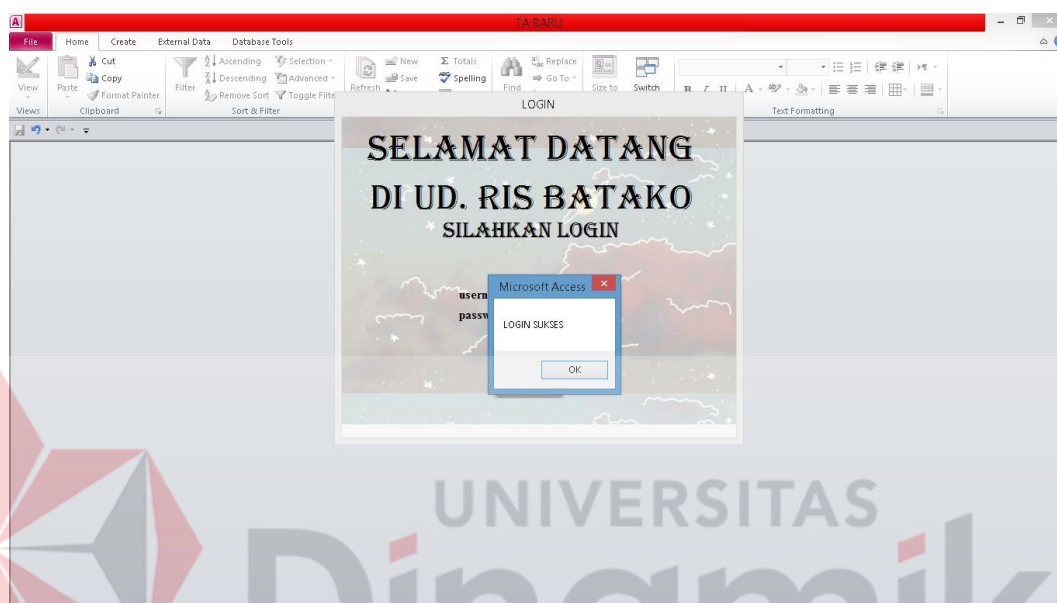 A
TA BARU
File Home Create External Data Database Tools
View
Views
Paste
Cut
Copy
Format Painter
Clipboard
Filter
Ascending
Descending
Remove Sort
Selection
Advanced
Toggle Filte
Sort & Filter
Refresh
New
Save
Totals
Spelling
Find
Replace
Go To
Size to
Switch
B I U A
Text Formatting
LOGIN
SELAMAT DATANG
DI UD. RIS BATAKO
SILAHKAN LOGIN
usern
passw
Microsoft Access
LOGIN SUKSES
OK
UNIVERSITAS
Dinamik